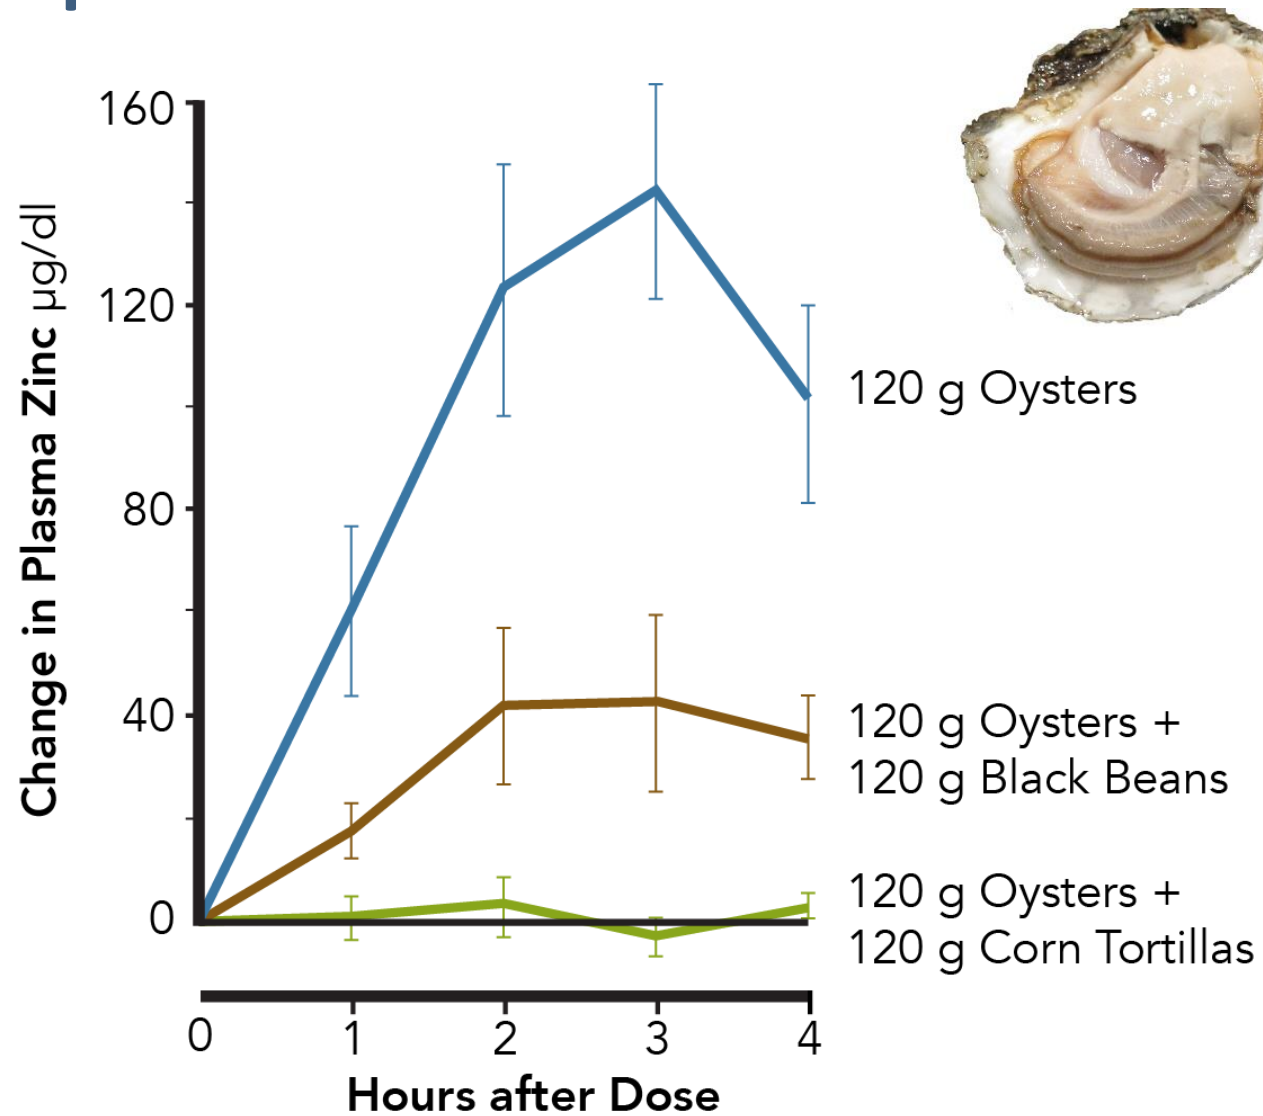 Change in Plasma Zinc µg/dl
160
120
80
40
0
120 g Oysters
120 g Oysters +
120 g Black Beans
120 g Oysters +
120 g Corn Tortillas
0 1 2 3 4
Hours after Dose